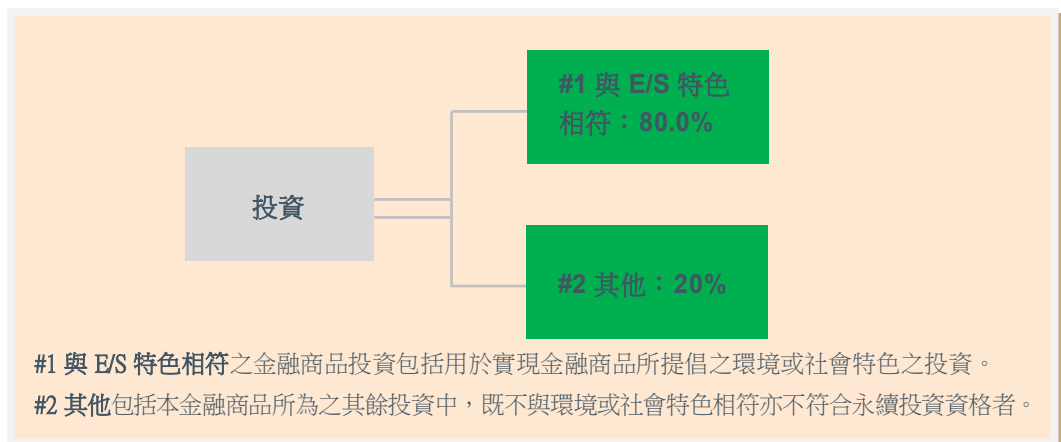 #1 與 E/S 特色
相符：80.0%
投資
#2 其他：20%
#1 與 E/S 特色相符之金融商品投資包括用於實現金融商品所提倡之環境或社會特色之投資。
#2 其他包括本金融商品所為之其餘投資中，既不與環境或社會特色相符亦不符合永續投資資格者。